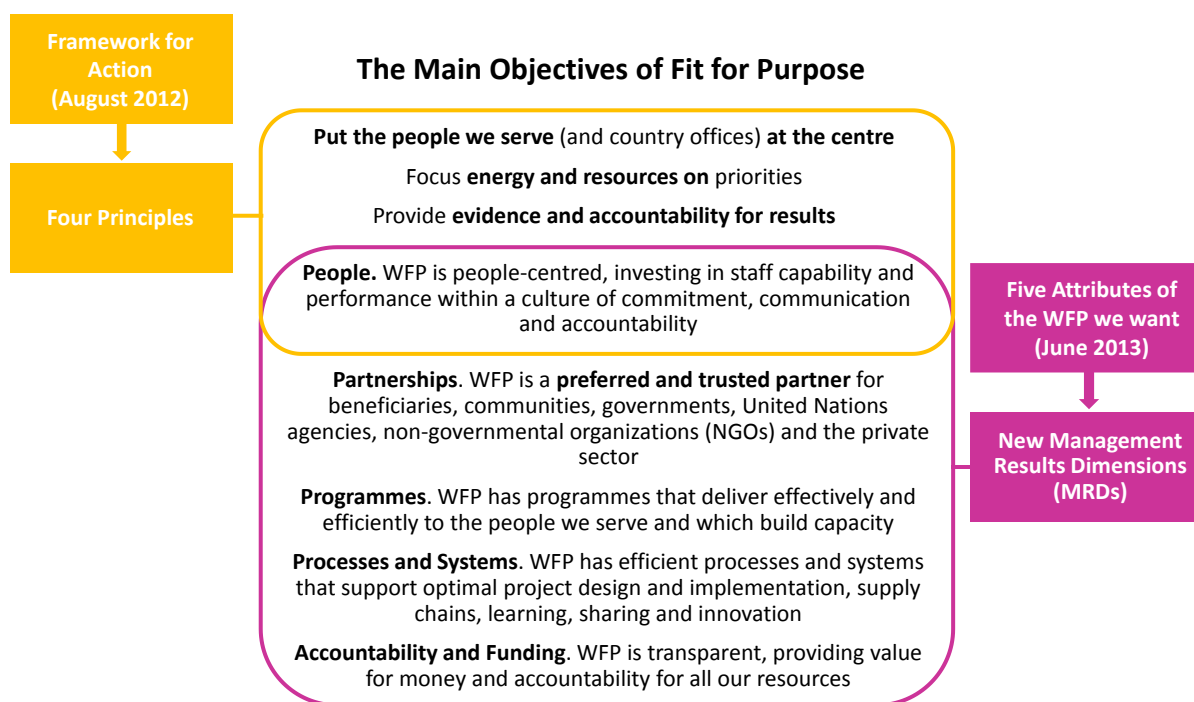 Framework for
Action
(August 2012)
The Main Objectives of Fit for Purpose
Four Principles
Put the people we serve (and country offices) at the centre
Focus energy and resources on priorities
Provide evidence and accountability for results
People. WFP is people-centred, investing in staff capability and
performance within a culture of commitment, communication
and accountability
Five Attributes of
the WFP we want
(June 2013)
Partnerships. WFP is a preferred and trusted partner for
beneficiaries, communities, governments, United Nations
agencies, non-governmental organizations (NGOs) and the private
sector
New Management
Results Dimensions
(MRDs)
Programmes. WFP has programmes that deliver effectively and
efficiently to the people we serve and which build capacity
Processes and Systems. WFP has efficient processes and systems
that support optimal project design and implementation, supply
chains, learning, sharing and innovation
Accountability and Funding. WFP is transparent, providing value
for money and accountability for all our resources